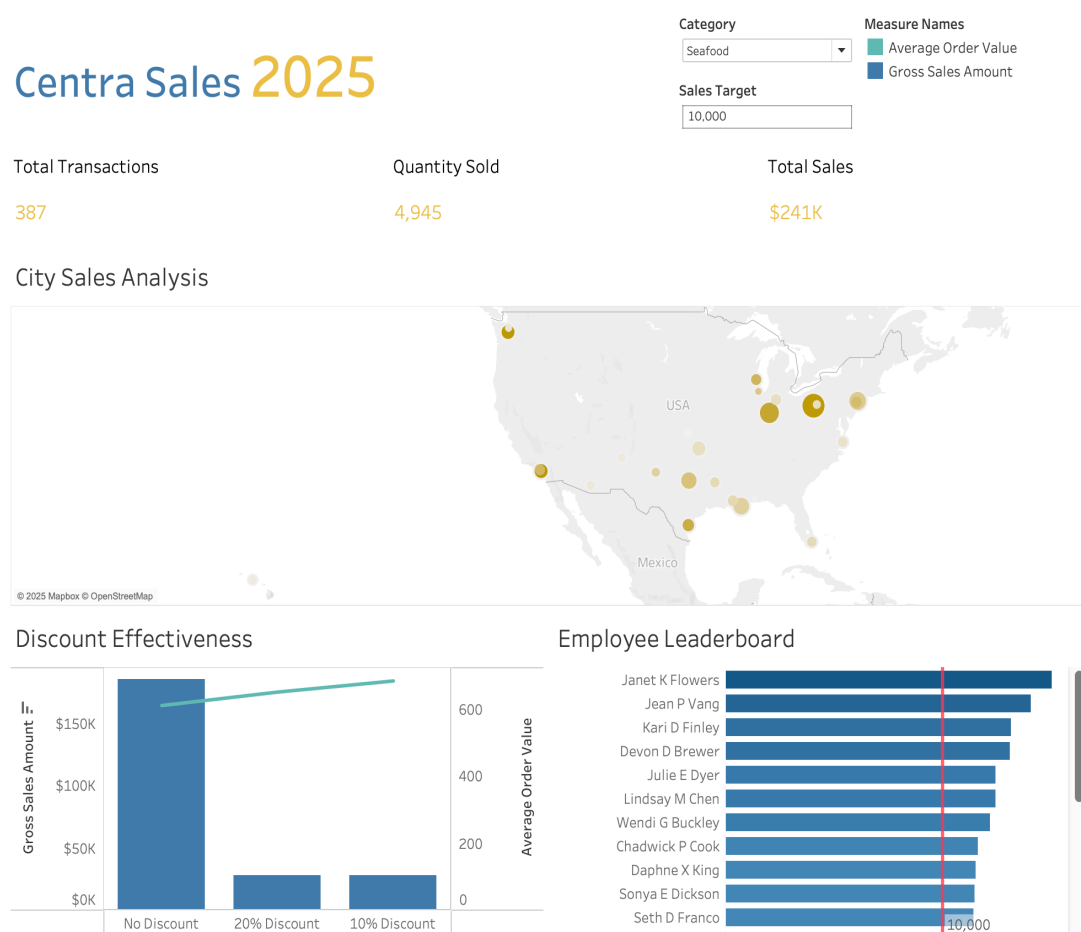 Category
Measure Names
Seafood
Average Order Value
Gross Sales Amount
Centra Sales 2025
Sales Target
10,000
Total Transactions
Quantity Sold
Total Sales
387
4,945
$241K
City Sales Analysis
USA
Mexico
© 2025 Mapbox © OpenStreetMap
Discount Effectiveness
Gross Sales Amount
$150K
$100K
$50K
$0K
600
400
200
0
Average Order Value
No Discount
20% Discount
10% Discount
Employee Leaderboard
Janet K Flowers
Jean P Vang
Kari D Finley
Devon D Brewer
Julie E Dyer
Lindsay M Chen
Wendi G Buckley
Chadwick P Cook
Daphne X King
Sonya E Dickson
Seth D Franco
10,000